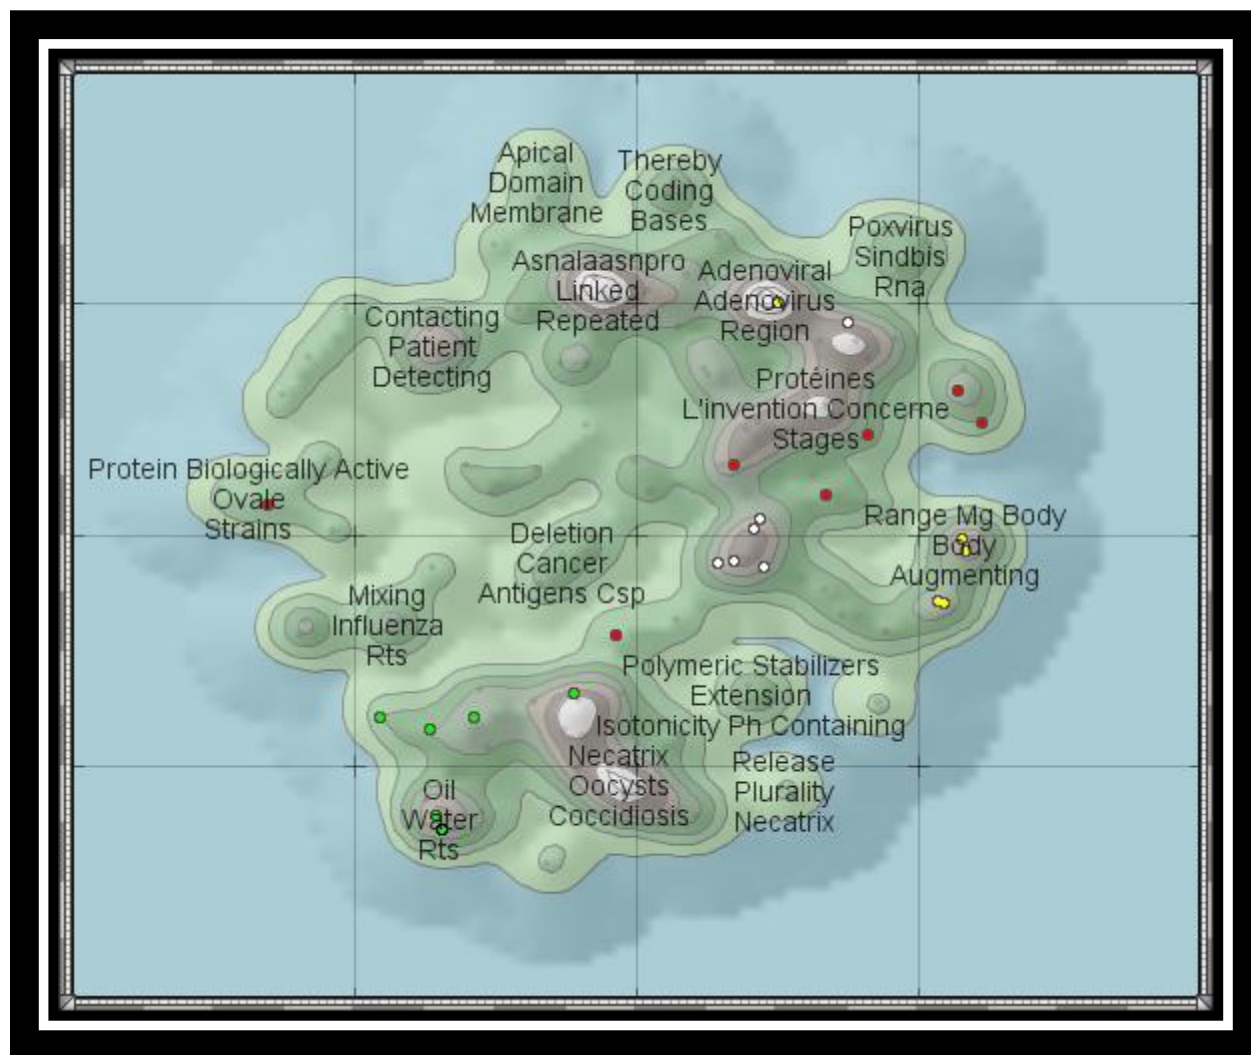 Apical
Domain
Membrane
Thereby
Coding
Bases
Poxvirus
Sindbis
Rna
Asnalaasnpro
Linked
Repeated
Adenoviral
Adenovirus
Region
Contacting
Patient
Detecting
Protéines
L'invention Concerne
Stages
Protein Biologically Active
Ovale
Strains
Range Mg Body
Body
Augmenting
Deletion
Cancer
Antigens Csp
Mixing
Influenza
Rts
Polymeric Stabilizers
Extension
Isotonicity Ph Containing
Necatrix
Oocysts
Coccidiosis
Release
Plurality
Necatrix
Oil
Water
Rts